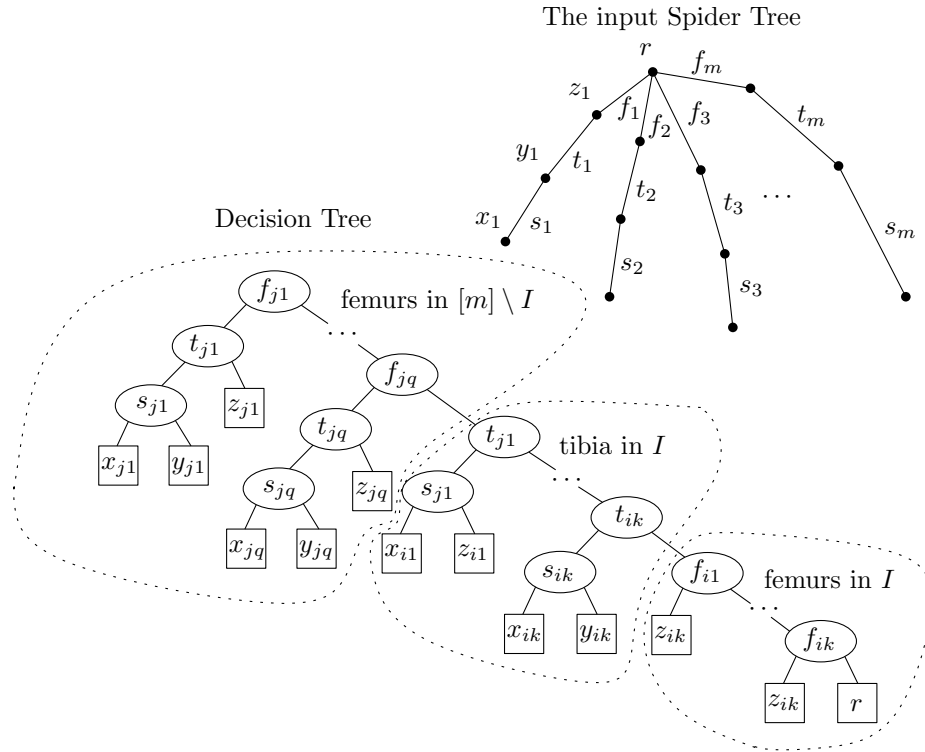 The input Spider Tree
r
f_m
z_1
f_1
f_2
f_3
t_m
y_1
t_1
t_2
t_3
...
x_1
s_1
s_2
s_3
s_m
Decision Tree
f_{j1}
femurs in [m] \ I
...
t_{j1}
f_{jq}
s_{j1}
z_{j1}
t_{jq}
t_{j1}
tibia in I
x_{j1}
y_{j1}
s_{jq}
z_{jq}
s_{j1}
...
t_{ik}
x_{jq}
y_{jq}
x_{i1}
z_{i1}
s_{ik}
f_{i1}
femurs in I
...
x_{ik}
y_{ik}
z_{ik}
f_{ik}
z_{ik}
r